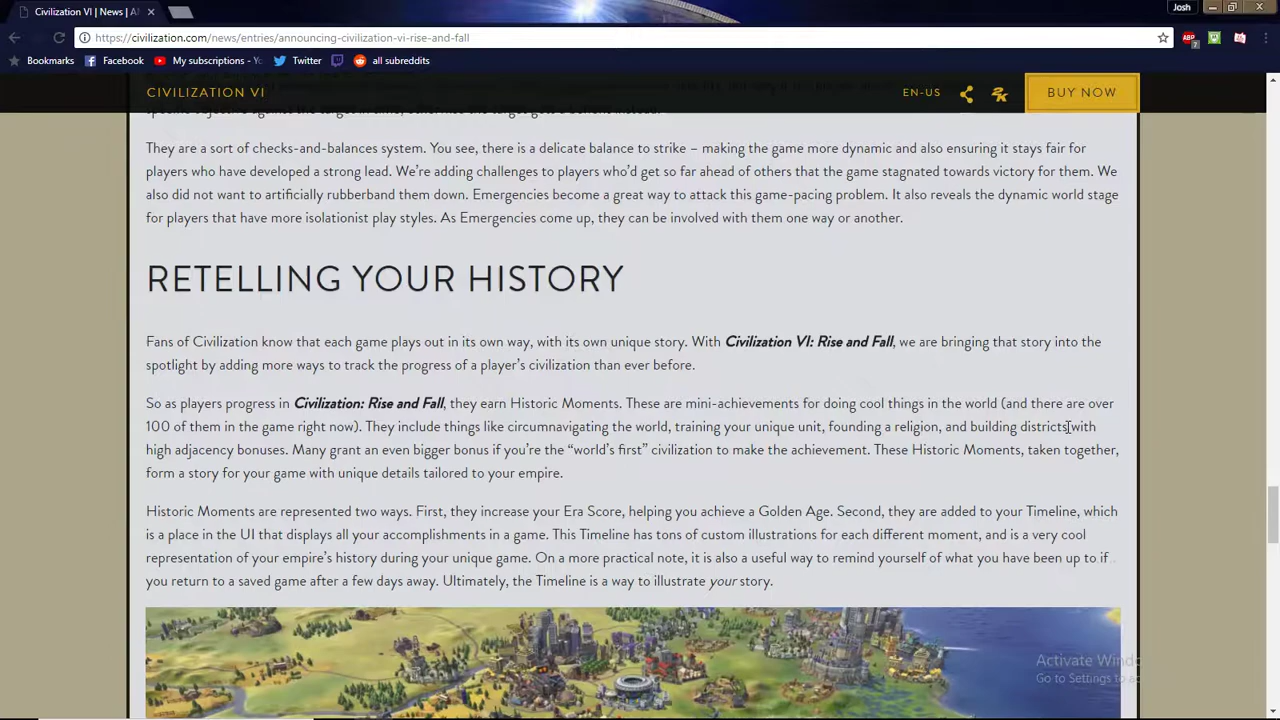 Civilization VI | News | A
Josh
https://civilization.com/news/entries/announcing-civilization-vi-rise-and-fall
ABP
7
Bookmarks
Facebook
My subscriptions - Yo
Twitter
all subreddits
CIVILIZATION VI
EN-US
BUY NOW
They are a sort of checks-and-balances system. You see, there is a delicate balance to strike – making the game more dynamic and also ensuring it stays fair for
players who have developed a strong lead. We’re adding challenges to players who’d get so far ahead of others that the game stagnated towards victory for them. We
also did not want to artificially rubberband them down. Emergencies become a great way to attack this game-pacing problem. It also reveals the dynamic world stage
for players that have more isolationist play styles. As Emergencies come up, they can be involved with them one way or another.
RETELLING YOUR HISTORY
Fans of Civilization know that each game plays out in its own way, with its own unique story. With Civilization VI: Rise and Fall, we are bringing that story into the
spotlight by adding more ways to track the progress of a player’s civilization than ever before.
So as players progress in Civilization: Rise and Fall, they earn Historic Moments. These are mini-achievements for doing cool things in the world (and there are over
100 of them in the game right now). They include things like circumnavigating the world, training your unique unit, founding a religion, and building districts with
high adjacency bonuses. Many grant an even bigger bonus if you’re the “world’s first” civilization to make the achievement. These Historic Moments, taken together,
form a story for your game with unique details tailored to your empire.
Historic Moments are represented two ways. First, they increase your Era Score, helping you achieve a Golden Age. Second, they are added to your Timeline, which
is a place in the UI that displays all your accomplishments in a game. This Timeline has tons of custom illustrations for each different moment, and is a very cool
representation of your empire’s history during your unique game. On a more practical note, it is also a useful way to remind yourself of what you have been up to if
you return to a saved game after a few days away. Ultimately, the Timeline is a way to illustrate your story.
Activate Windo
Go to Settings to a